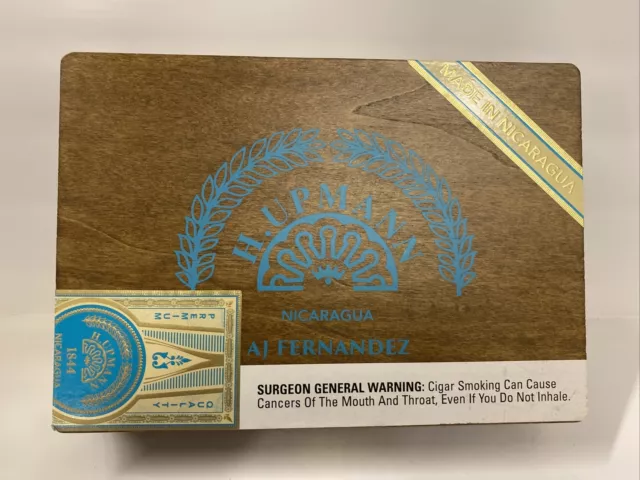 MADE IN NICARAGUA
H.UPMANN
NICARAGUA
AJ FERNANDEZ
SURGEON GENERAL WARNING: Cigar Smoking Can Cause
Cancers Of The Mouth And Throat, Even If You Do Not Inhale.
H.UPMANN
1844
NICARAGUA
PREMIUM
QUALITY